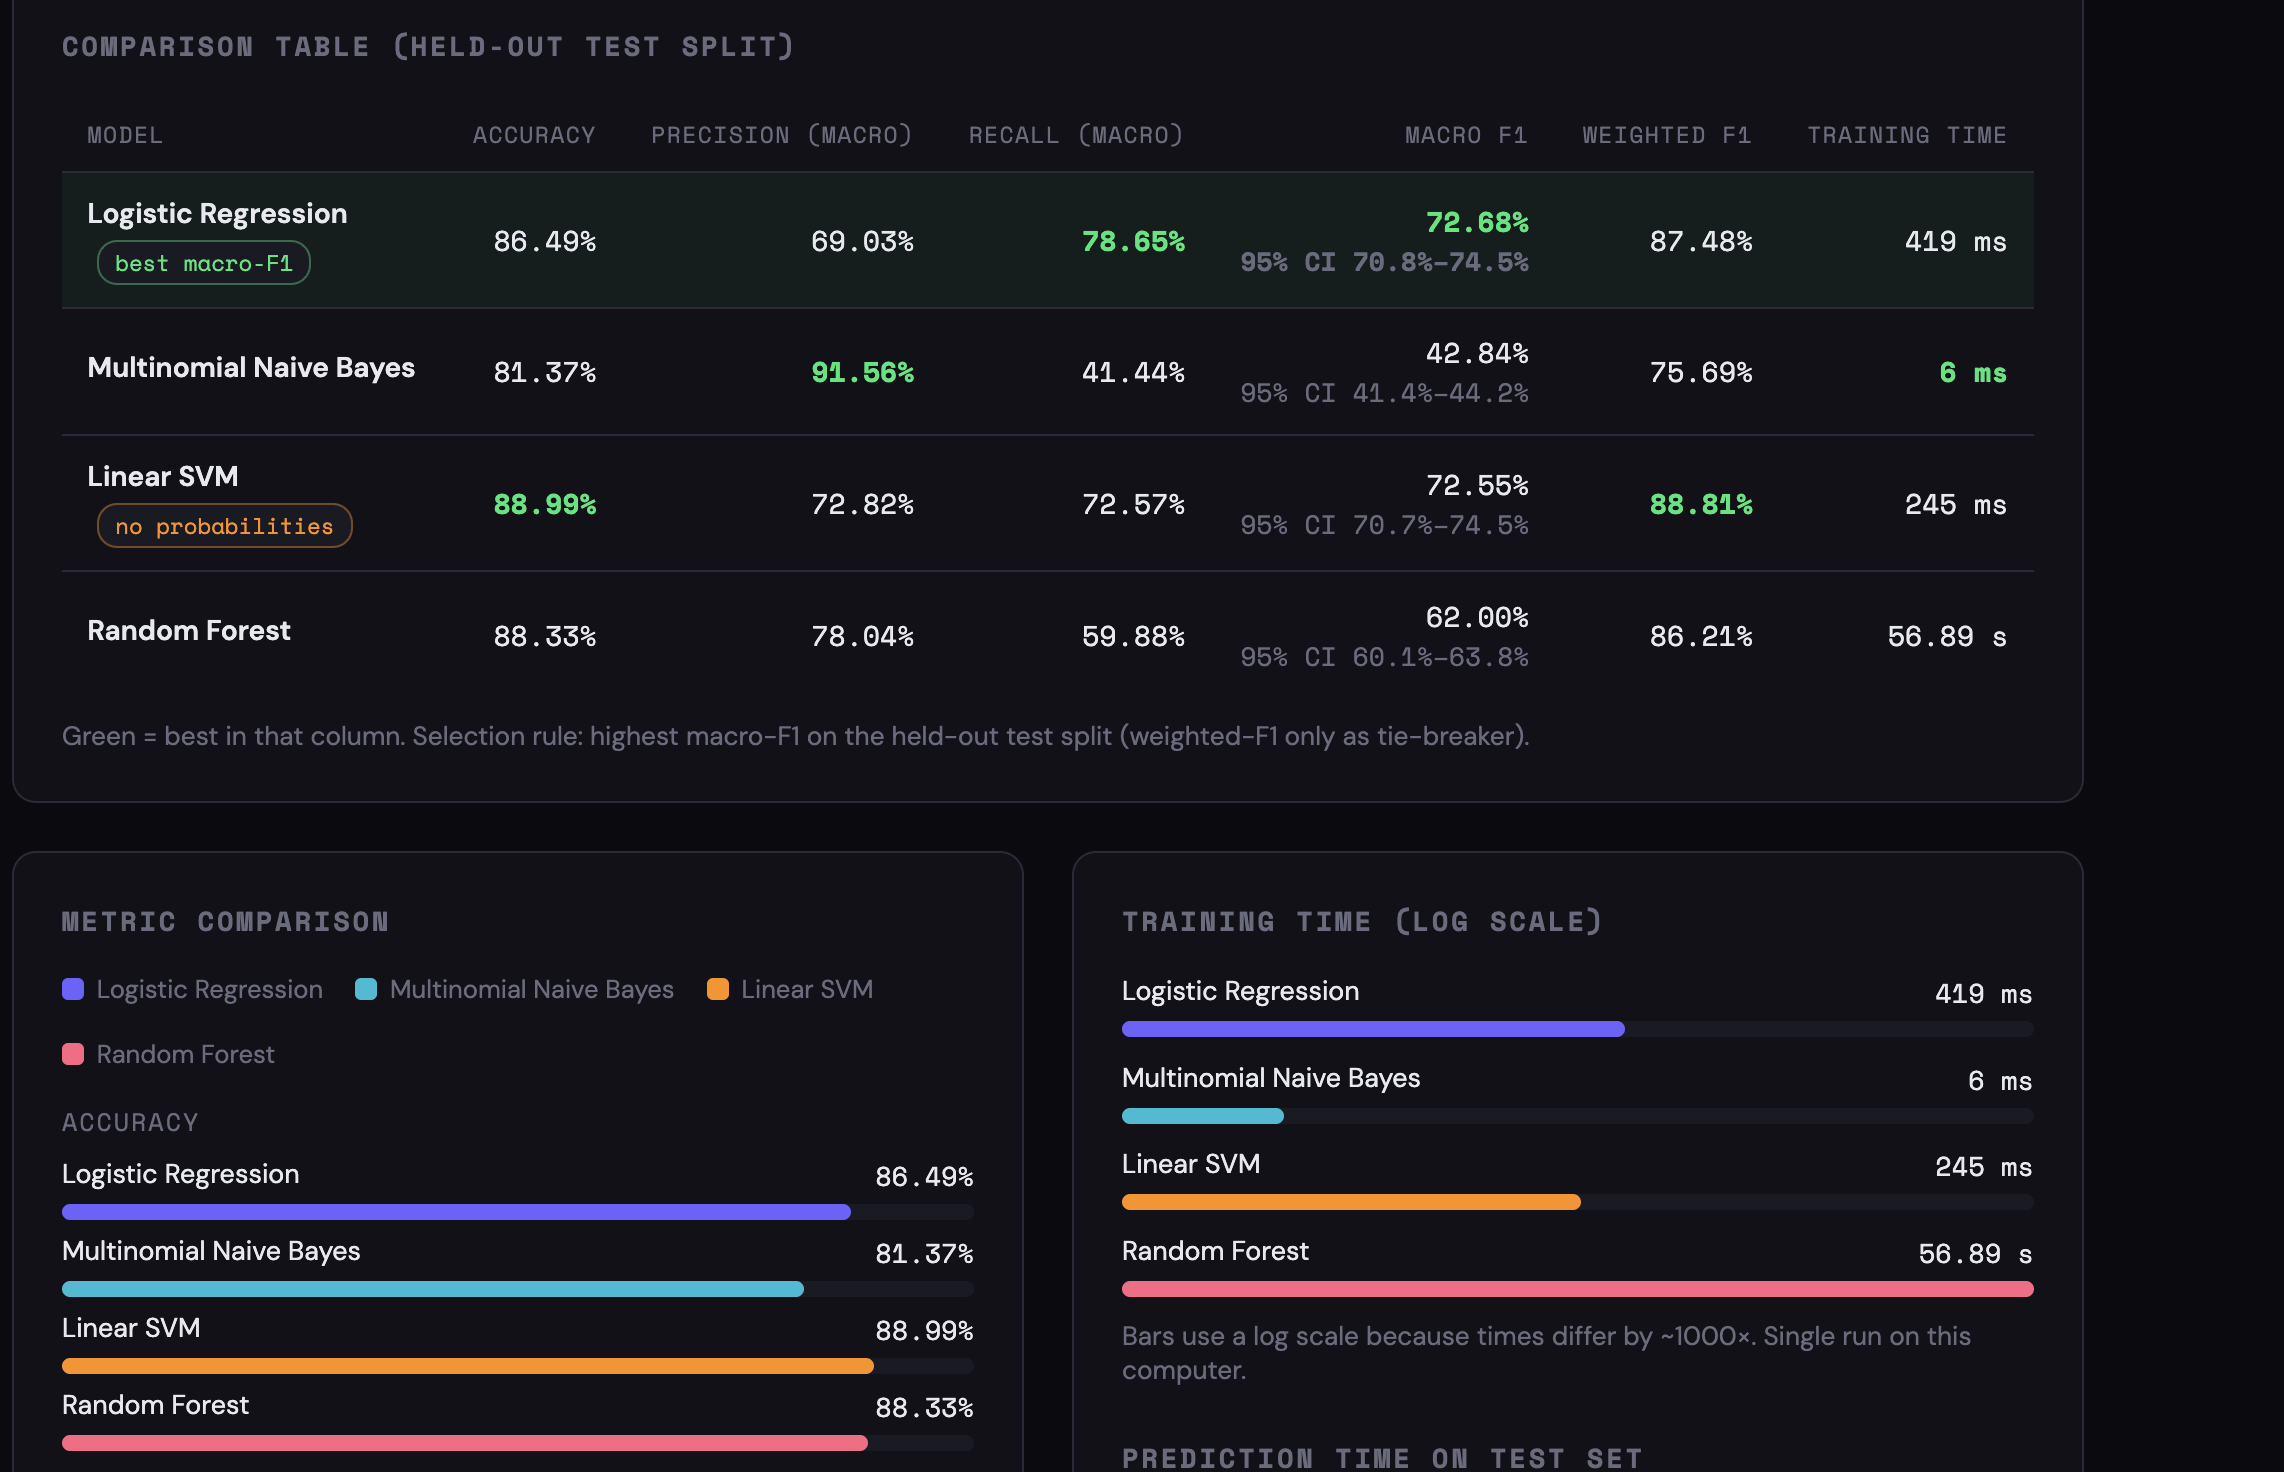 COMPARISON TABLE (HELD-OUT TEST SPLIT)
MODEL ACCURACY PRECISION (MACRO) RECALL (MACRO) MACRO F1 WEIGHTED F1 TRAINING TIME
Logistic Regression
best macro-F1
86.49% 69.03% 78.65% 72.68% 87.48% 419 ms
95% CI 70.8%–74.5%
Multinomial Naive Bayes 81.37% 91.56% 41.44% 42.84% 75.69% 6 ms
95% CI 41.4%–44.2%
Linear SVM
no probabilities
88.99% 72.82% 72.57% 72.55% 88.81% 245 ms
95% CI 70.7%–74.5%
Random Forest 88.33% 78.04% 59.88% 62.00% 86.21% 56.89 s
95% CI 60.1%–63.8%
Green = best in that column. Selection rule: highest macro-F1 on the held-out test split (weighted-F1 only as tie-breaker).
METRIC COMPARISON
Logistic Regression Multinomial Naive Bayes Linear SVM
Random Forest
ACCURACY
Logistic Regression 86.49%
Multinomial Naive Bayes 81.37%
Linear SVM 88.99%
Random Forest 88.33%
TRAINING TIME (LOG SCALE)
Logistic Regression 419 ms
Multinomial Naive Bayes 6 ms
Linear SVM 245 ms
Random Forest 56.89 s
Bars use a log scale because times differ by ~1000×. Single run on this
computer.
PREDICTION TIME ON TEST SET